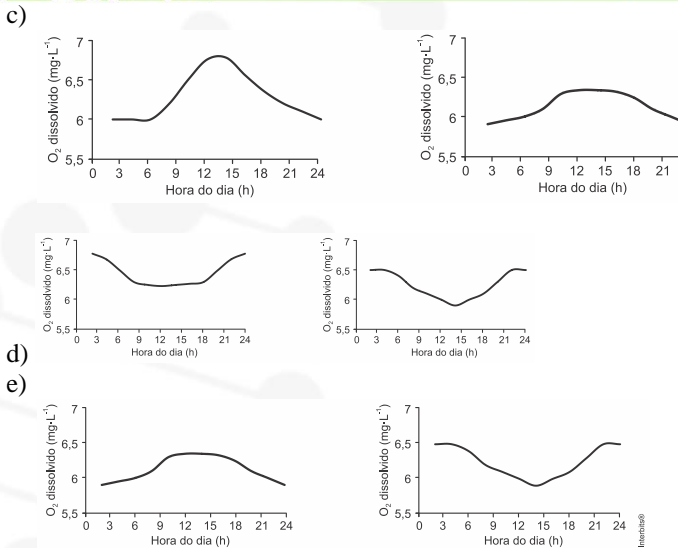 c)
O₂ dissolvido (mg·L⁻¹)
7
6,5
6
5,5
0 3 6 9 12 15 18 21 24
Hora do dia (h)
O₂ dissolvido (mg·L⁻¹)
7
6,5
6
5,5
0 3 6 9 12 15 18 21
Hora do dia (h)
O₂ dissolvido (mg·L⁻¹)
7
6,5
6
5,5
0 3 6 9 12 15 18 21 24
Hora do dia (h)
O₂ dissolvido (mg·L⁻¹)
7
6,5
6
5,5
0 3 6 9 12 15 18 21 24
Hora do dia (h)
d)
e)
O₂ dissolvido (mg·L⁻¹)
7
6,5
6
5,5
0 3 6 9 12 15 18 21 24
Hora do dia (h)
O₂ dissolvido (mg·L⁻¹)
7
6,5
6
5,5
0 3 6 9 12 15 18 21 24
Hora do dia (h)
Interbits®